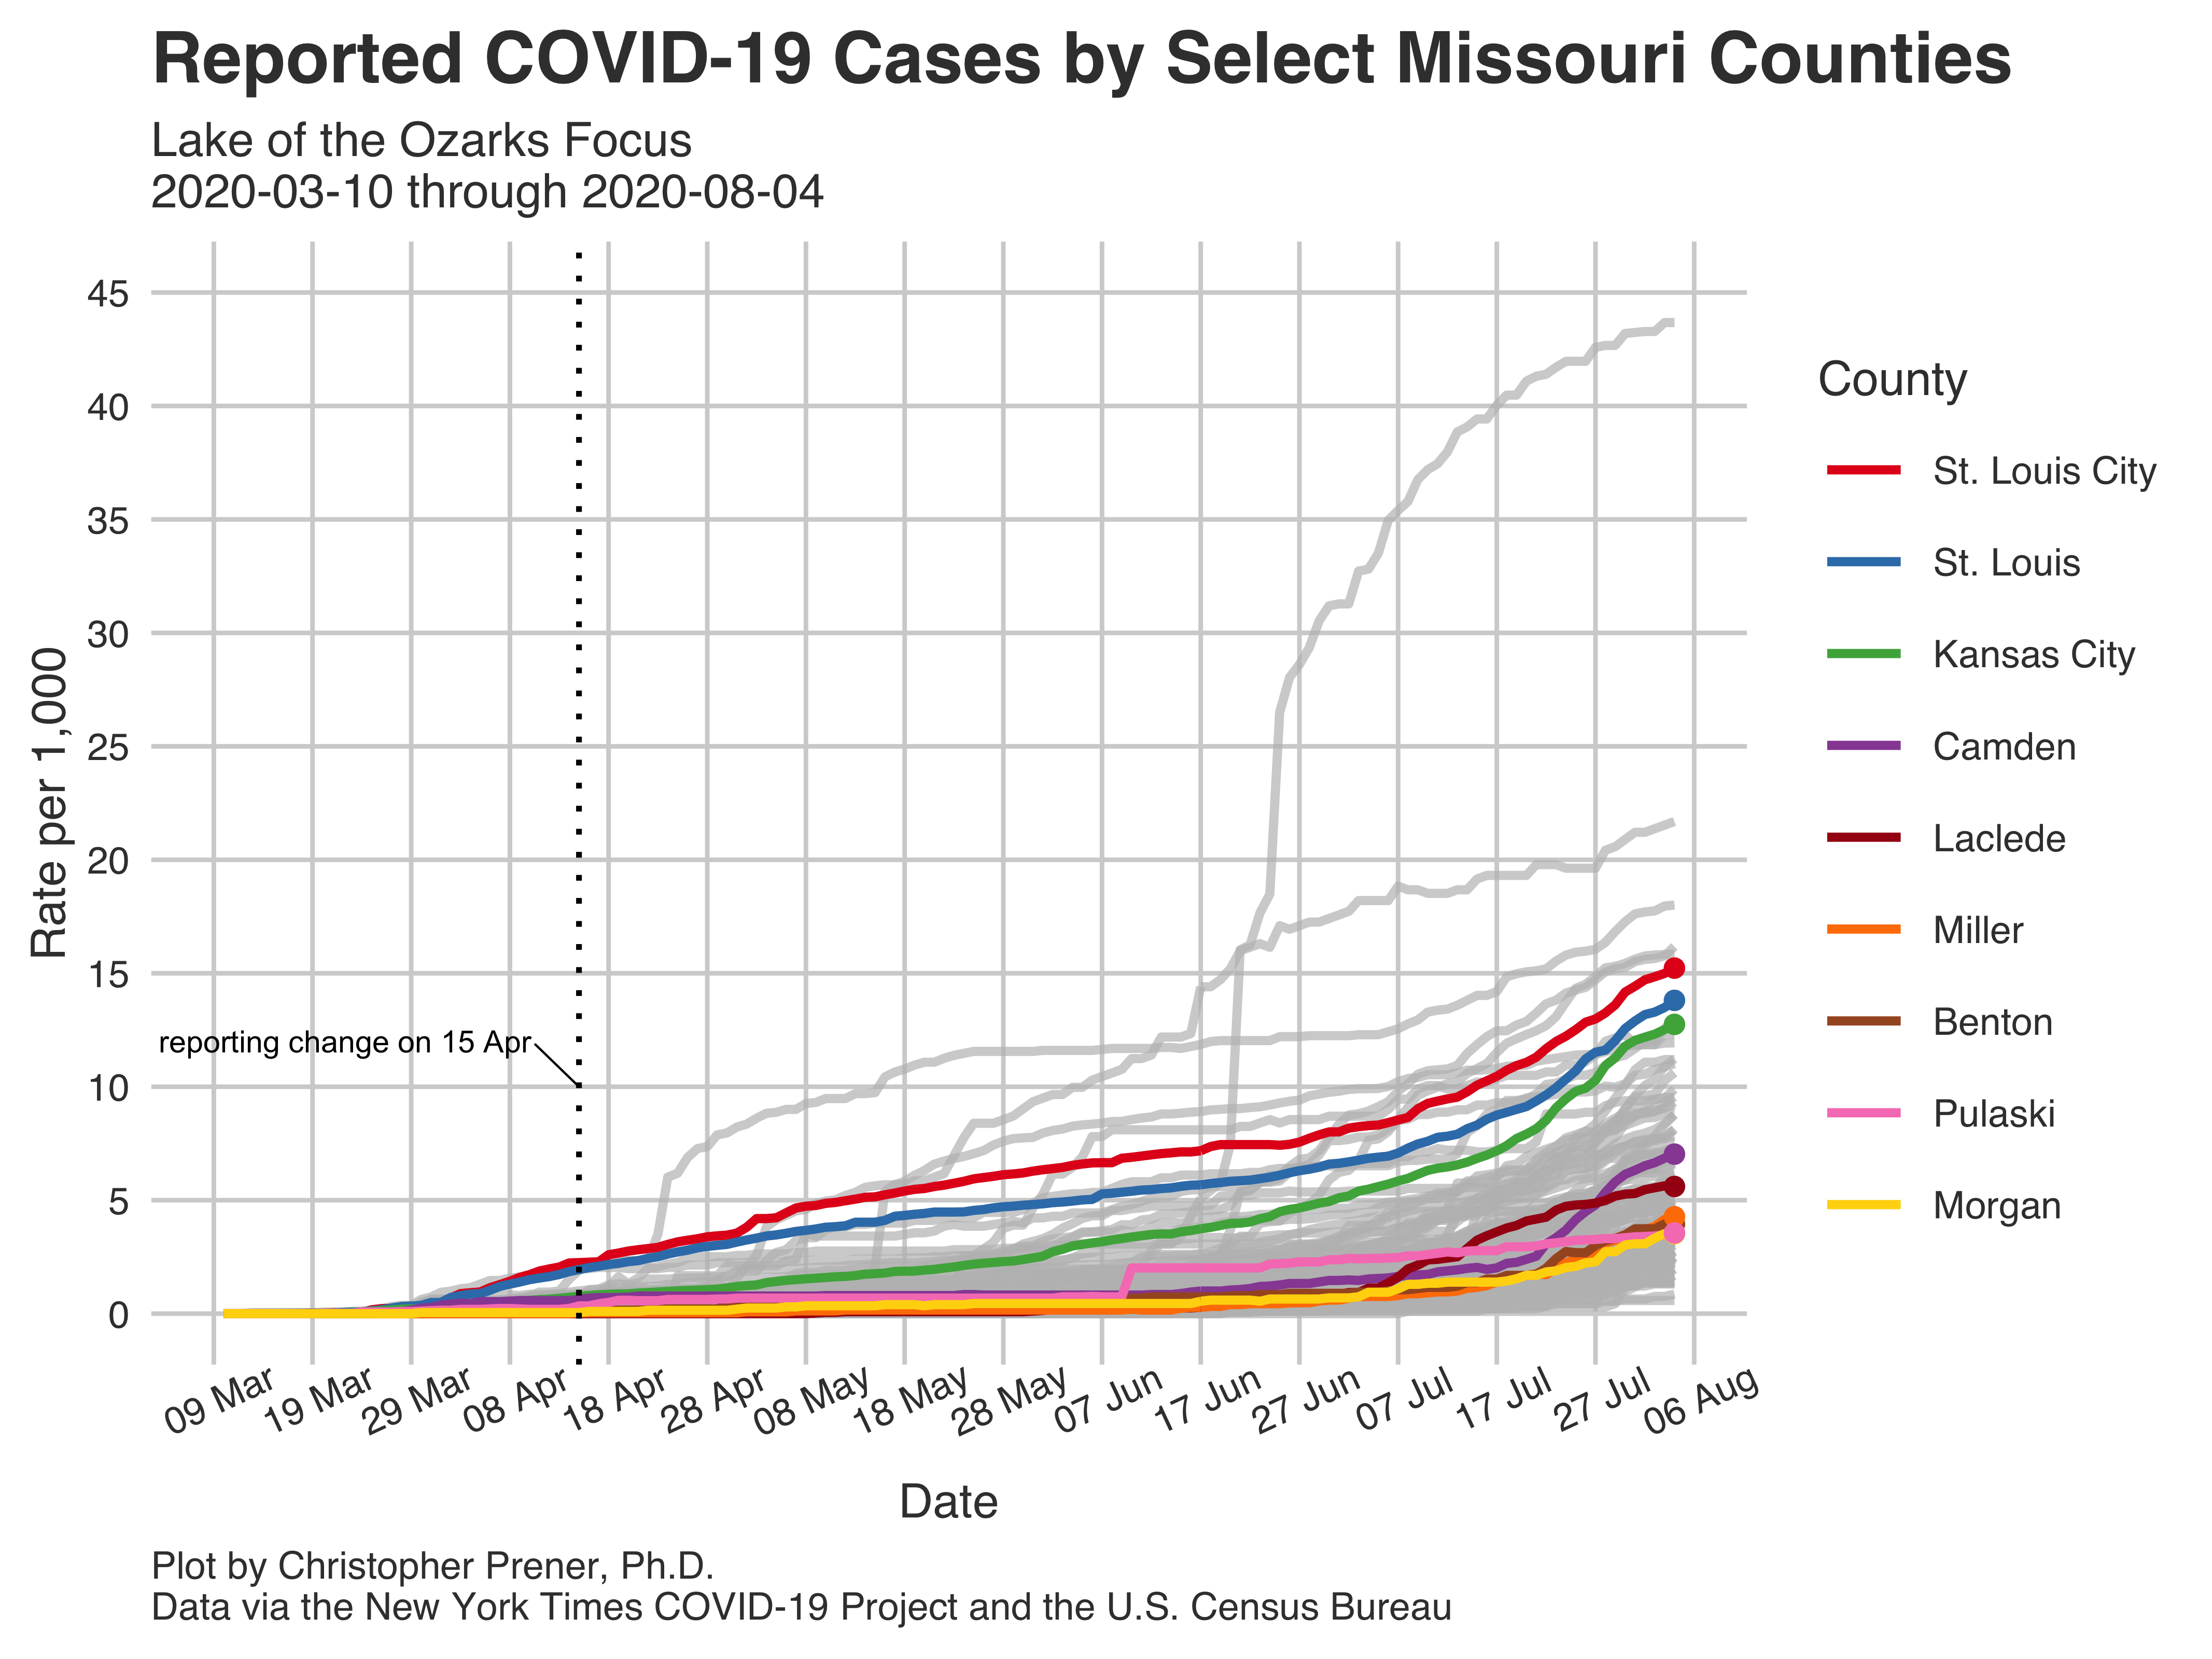 Reported COVID-19 Cases by Select Missouri Counties
Lake of the Ozarks Focus
2020-03-10 through 2020-08-04
45
40
35
30
25
20
15
10
5
0
Rate per 1,000
reporting change on 15 Apr
09 Mar
19 Mar
29 Mar
08 Apr
18 Apr
28 Apr
08 May
18 May
28 May
07 Jun
17 Jun
27 Jun
07 Jul
17 Jul
27 Jul
06 Aug
Date
County
St. Louis City
St. Louis
Kansas City
Camden
Laclede
Miller
Benton
Pulaski
Morgan
Plot by Christopher Prener, Ph.D.
Data via the New York Times COVID-19 Project and the U.S. Census Bureau